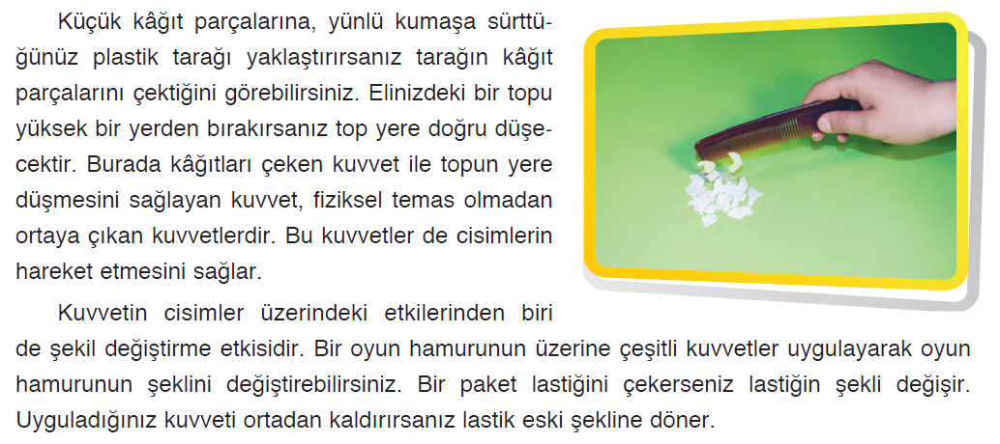 Küçük kâğıt parçalarına, yünlü kumaşa sürttü-
ğünüz plastik tarağı yaklaştırırsanız tarağın kâğıt
parçalarını çektiğini görebilirsiniz. Elinizdeki bir topu
yüksek bir yerden bırakırsanız top yere doğru düşe-
cektir. Burada kâğıtları çeken kuvvet ile topun yere
düşmesini sağlayan kuvvet, fiziksel temas olmadan
ortaya çıkan kuvvetlerdir. Bu kuvvetler de cisimlerin
hareket etmesini sağlar.
Kuvvetin cisimler üzerindeki etkilerinden biri
de şekil değiştirme etkisidir. Bir oyun hamurunun üzerine çeşitli kuvvetler uygulayarak oyun
hamurunun şeklini değiştirebilirsiniz. Bir paket lastiğini çekerseniz lastiğin şekli değişir.
Uyguladığınız kuvveti ortadan kaldırırsanız lastik eski şekline döner.